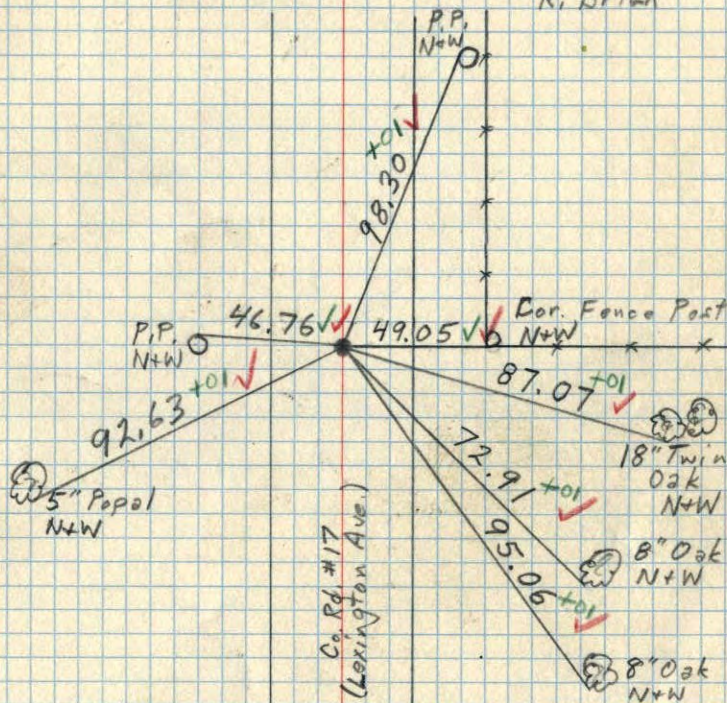 P.P.
N+W
+01
98.30
46.76
49.05
P.P.
N+W
Cor. Fence Post
N+W
87.07 +01
92.63 +01
5" Popal
N+W
18" Twin
Oak
N+W
72.91 +01
8" Oak
N+W
95.06 +01
8" Oak
N+W
Co. Rd. #17
(Lexington Ave.)